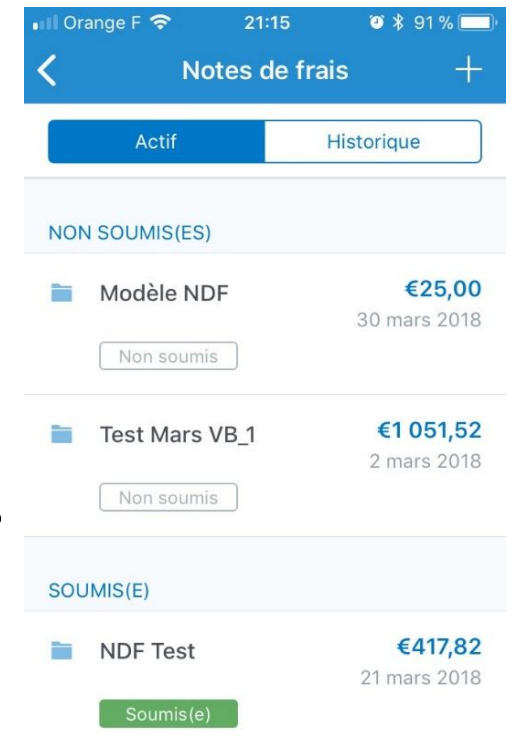 Orange F 21:15 91 %
Notes de frais
Actif Historique
NON SOUMIS(ES)
Modèle NDF €25,00
30 mars 2018
Non soumis
Test Mars VB_1 €1 051,52
2 mars 2018
Non soumis
SOUMIS(E)
NDF Test €417,82
21 mars 2018
Soumis(e)